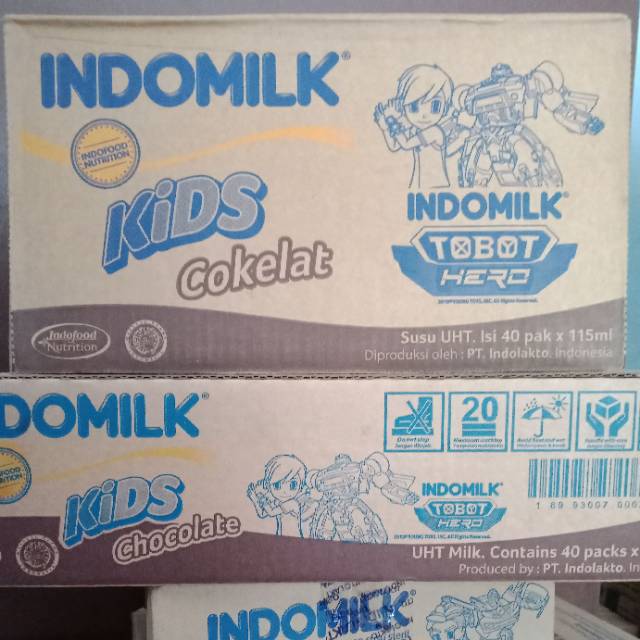 INDOMILK®
INDOFOOD
NUTRITION
KiDS
Cokelat
INDOMILK®
TOBOT
HERO
Indofood
Nutrition
Susu UHT. Isi 40 pak x 115ml
Diproduksi oleh : PT. Indolakto, Indonesia
DOMILK®
KiDS
Chocolate
20
INDOMILK®
TOBOT
HERO
UHT Milk. Contains 40 packs x
Produced by : PT. Indolakto, In
INDOMILK